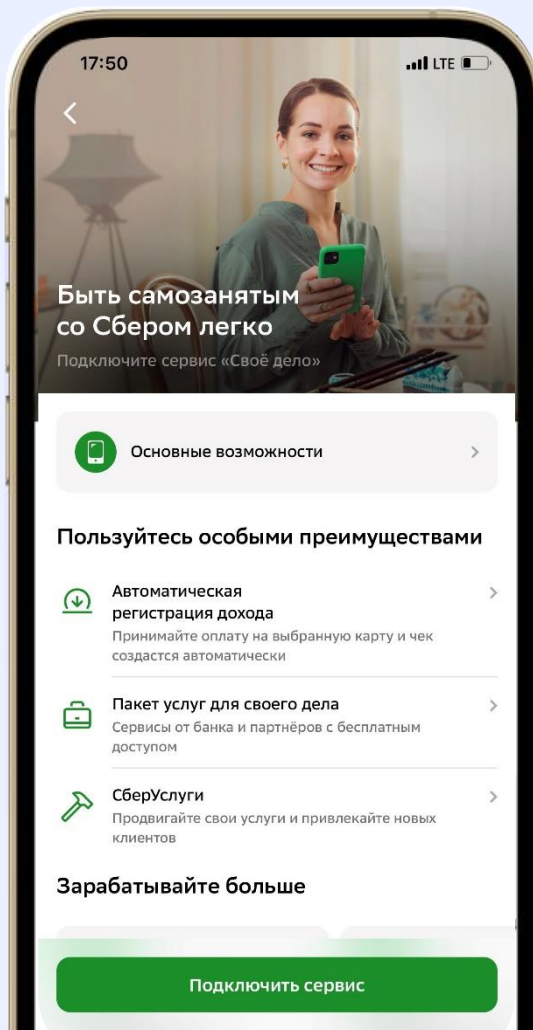 17:50
LTE
Быть самозанятым
со Сбером легко
Подключите сервис «Своё дело»
Основные возможности
Пользуйтесь особыми преимуществами
Автоматическая
регистрация дохода
Принимайте оплату на выбранную карту и чек
создастся автоматически
Пакет услуг для своего дела
Сервисы от банка и партнёров с бесплатным
доступом
СберУслуги
Продвигайте свои услуги и привлекайте новых
клиентов
Зарабатывайте больше
Подключить сервис